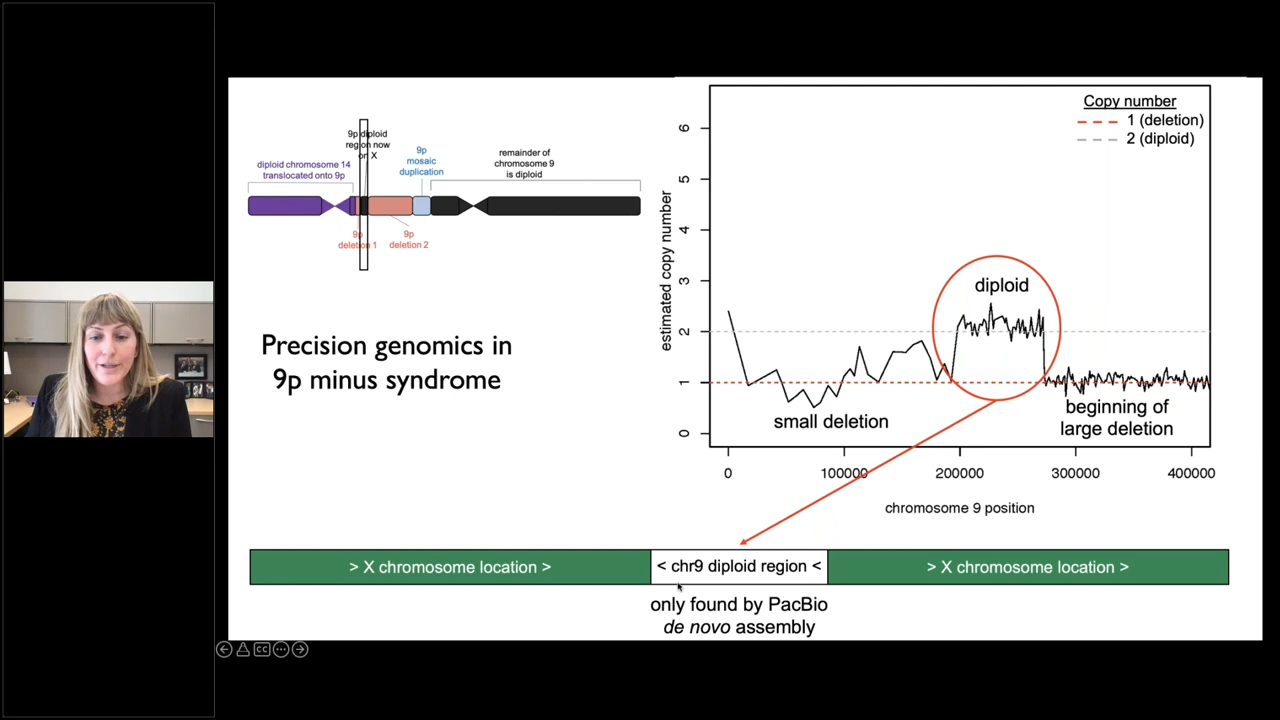 9p diploid
region now
on X
diploid chromosome 14
translocated onto 9p
9p
mosaic
duplication
remainder of
chromosome 9
is diploid
9p
deletion 1
9p
deletion 2
Precision genomics in
9p minus syndrome
Copy number
1 (deletion)
2 (diploid)
estimated copy number
6
5
4
3
2
1
0
diploid
small deletion
beginning of
large deletion
0
100000
200000
300000
400000
chromosome 9 position
> X chromosome location >
< chr9 diploid region <
> X chromosome location >
only found by PacBio
de novo assembly
CC